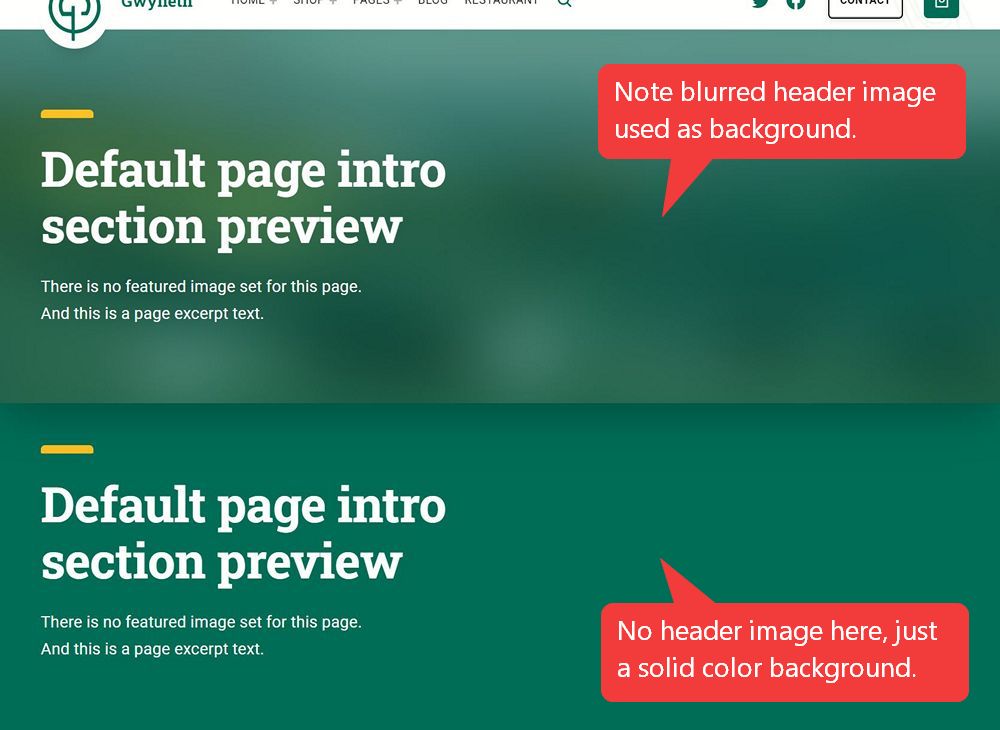 Gwylleth
HOME + SHOP + PAGES + BLOG RESTAURANT
CONTACT
Note blurred header image
used as background.
Default page intro
section preview
There is no featured image set for this page.
And this is a page excerpt text.
Default page intro
section preview
There is no featured image set for this page.
And this is a page excerpt text.
No header image here, just
a solid color background.